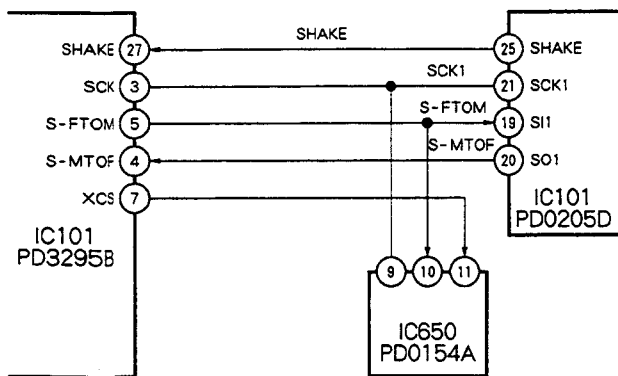 SHAKE 27 SHAKE 25 SHAKE
SCK 3 SCK1 21 SCK1
S-FTOM 5 S-FTOM 19 SI1
S-MTOF 4 S-MTOF 20 SO1
XCS 7
IC101
PD0205D
IC101
PD3295B
9 10 11
IC650
PD0154A